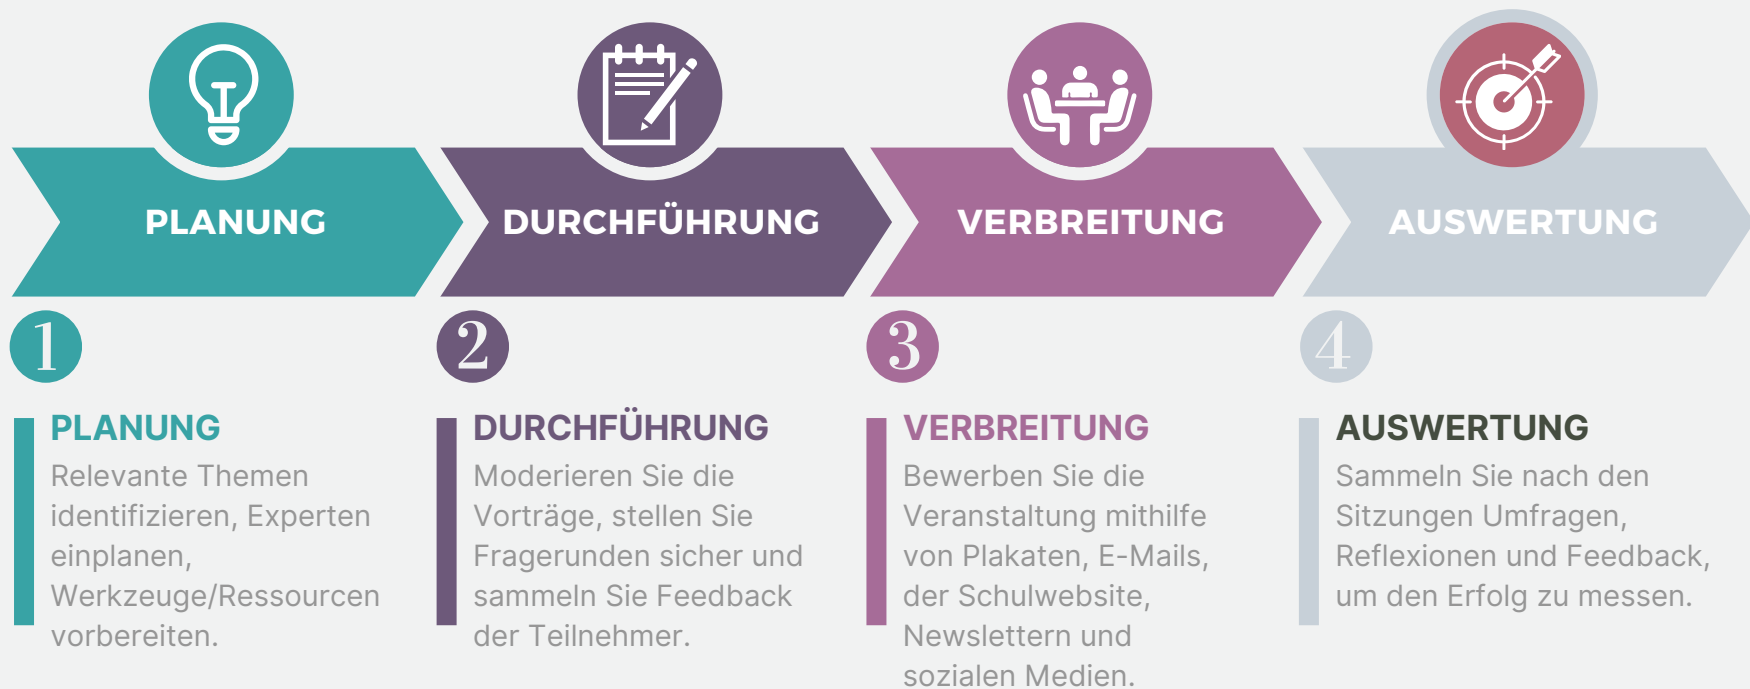 PLANUNG
DURCHFÜHRUNG
VERBREITUNG
AUSWERTUNG
1
2
3
4
PLANUNG
Relevante Themen
identifizieren, Experten
einplanen,
Werkzeuge/Ressourcen
vorbereiten.
DURCHFÜHRUNG
Moderieren Sie die
Vorträge, stellen Sie
Fragerunden sicher und
sammeln Sie Feedback
der Teilnehmer.
VERBREITUNG
Bewerben Sie die
Veranstaltung mithilfe
von Plakaten, E-Mails,
der Schulwebsite,
Newslettern und
sozialen Medien.
AUSWERTUNG
Sammeln Sie nach den
Sitzungen Umfragen,
Reflexionen und Feedback,
um den Erfolg zu messen.